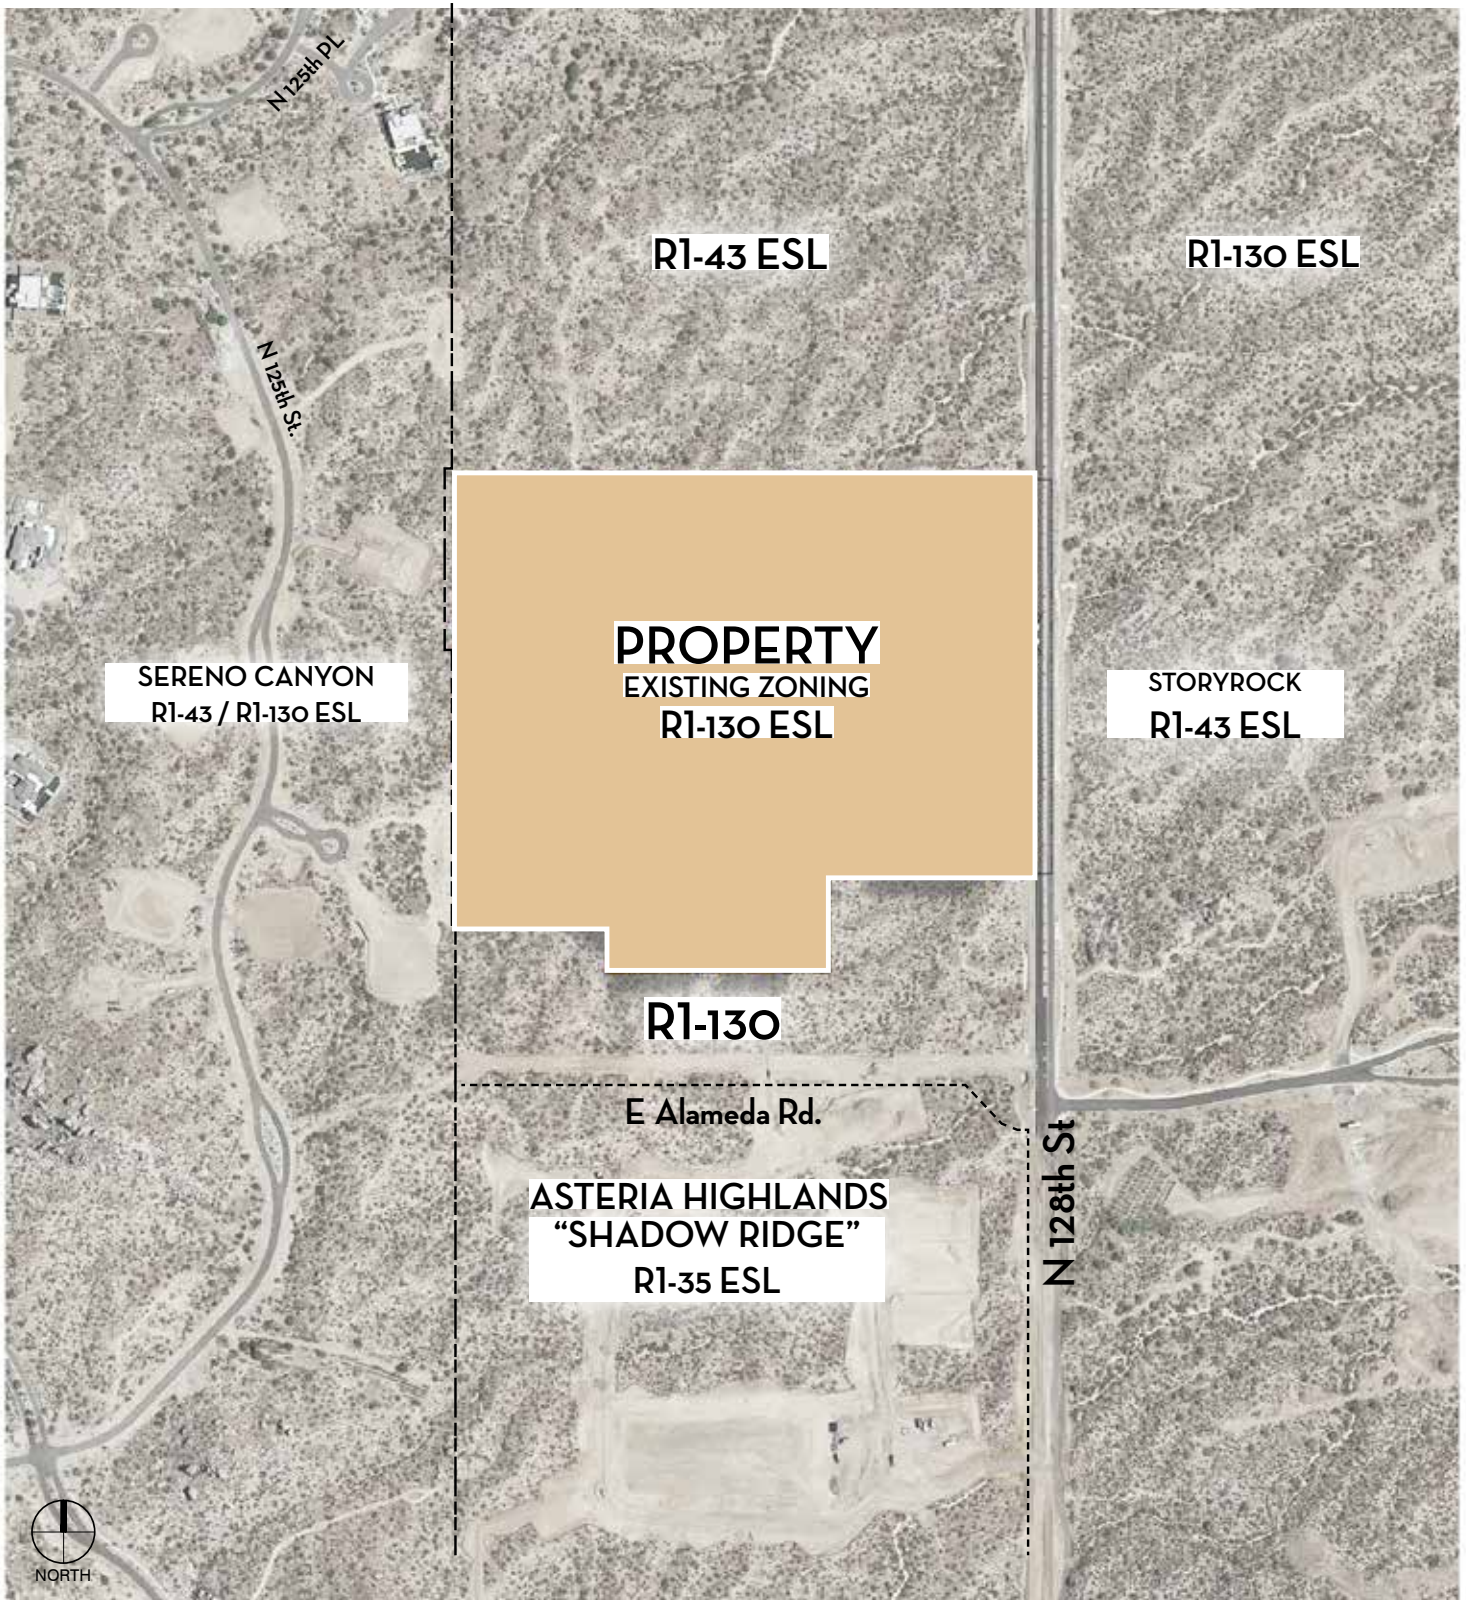 N 125th PL
R1-43 ESL
R1-130 ESL
N 125th St.
PROPERTY
EXISTING ZONING
R1-130 ESL
SERENO CANYON
R1-43 / R1-130 ESL
STORYROCK
R1-43 ESL
R1-130
E Alameda Rd.
N 128th St
ASTERIA HIGHLANDS
“SHADOW RIDGE”
R1-35 ESL
NORTH